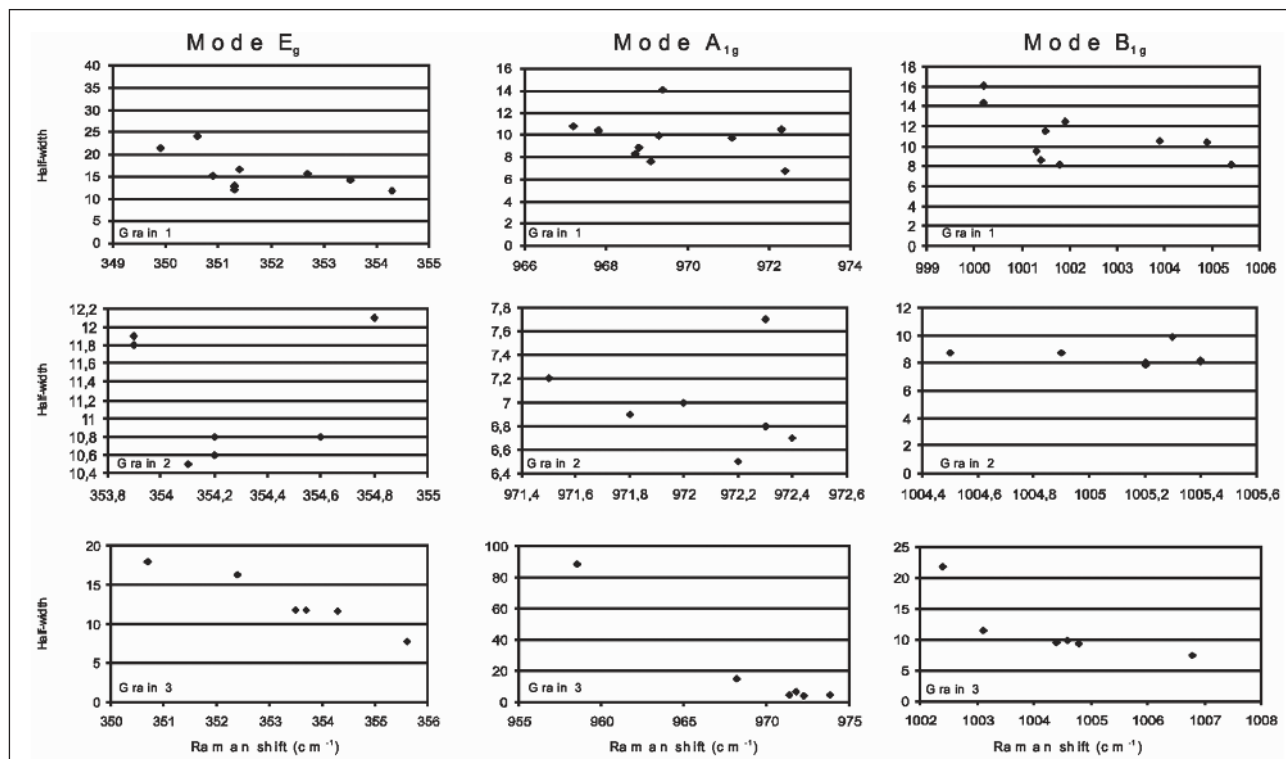 Mode Eg Mode A1g Mode B1g
Half-width
40
35
30
25
20
15
10
5
0
Grain 1
349 350 351 352 353 354 355
16
14
12
10
8
6
4
2
0
Grain 1
966 968 970 972 974
18
16
14
12
10
8
6
4
2
0
Grain 1
999 1000 1001 1002 1003 1004 1005 1006
Half-width
12,2
12
11,8
11,6
11,4
11,2
11
10,8
10,6
10,4
Grain 2
353,8 354 354,2 354,4 354,6 354,8 355
7,8
7,6
7,4
7,2
7
6,8
6,6
6,4
Grain 2
971,4 971,6 971,8 972 972,2 972,4 972,6
12
10
8
6
4
2
0
Grain 2
1004,4 1004,6 1004,8 1005 1005,2 1005,4 1005,6
Half-width
20
15
10
5
0
Grain 3
350 351 352 353 354 355 356
Raman shift (cm⁻¹)
100
80
60
40
20
0
Grain 3
955 960 965 970 975
Raman shift (cm⁻¹)
25
20
15
10
5
0
Grain 3
1002 1003 1004 1005 1006 1007 1008
Raman shift (cm⁻¹)